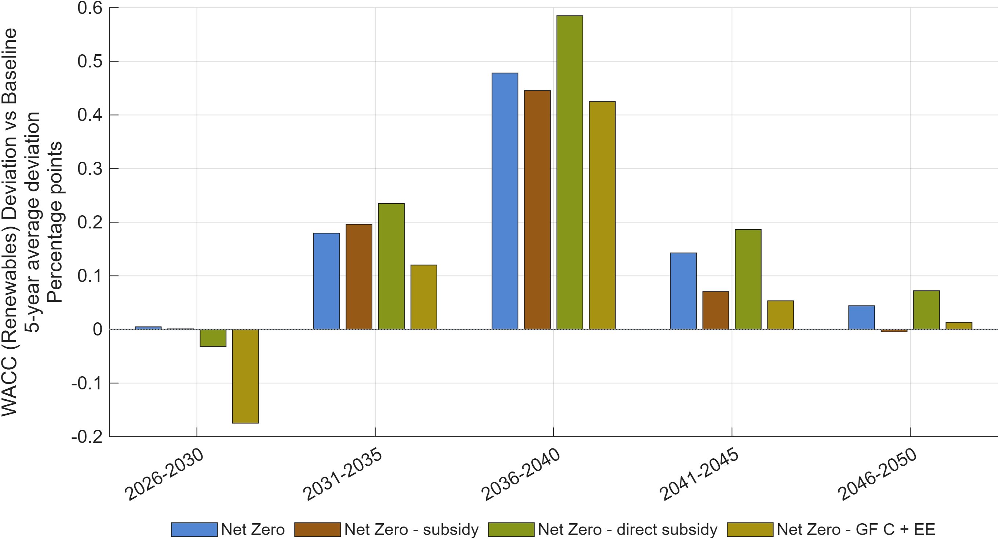 WACC (Renewables) Deviation vs Baseline
5-year average deviation
Percentage points
0.6
0.5
0.4
0.3
0.2
0.1
0
-0.1
-0.2
2026-2030
2031-2035
2036-2040
2041-2045
2046-2050
Net Zero
Net Zero - subsidy
Net Zero - direct subsidy
Net Zero - GF C + EE